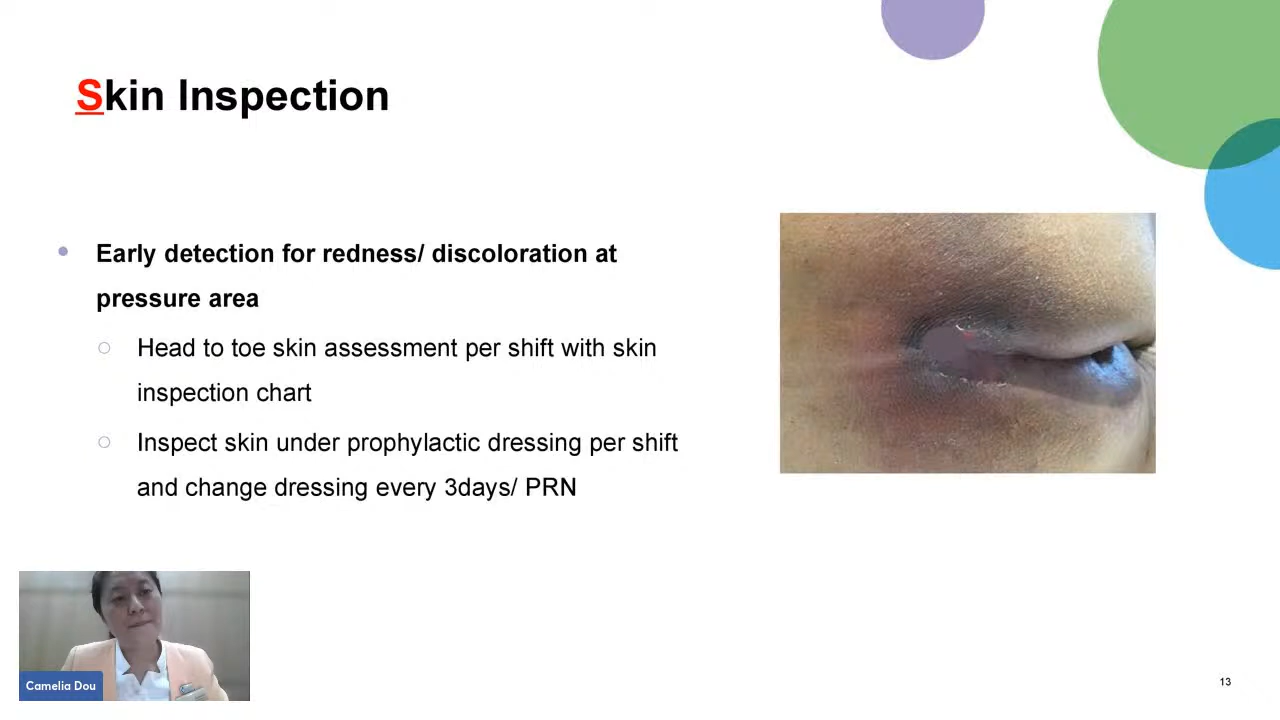 Skin Inspection
Early detection for redness/ discoloration at
pressure area
Head to toe skin assessment per shift with skin
inspection chart
Inspect skin under prophylactic dressing per shift
and change dressing every 3days/ PRN
Camelia Dou
13